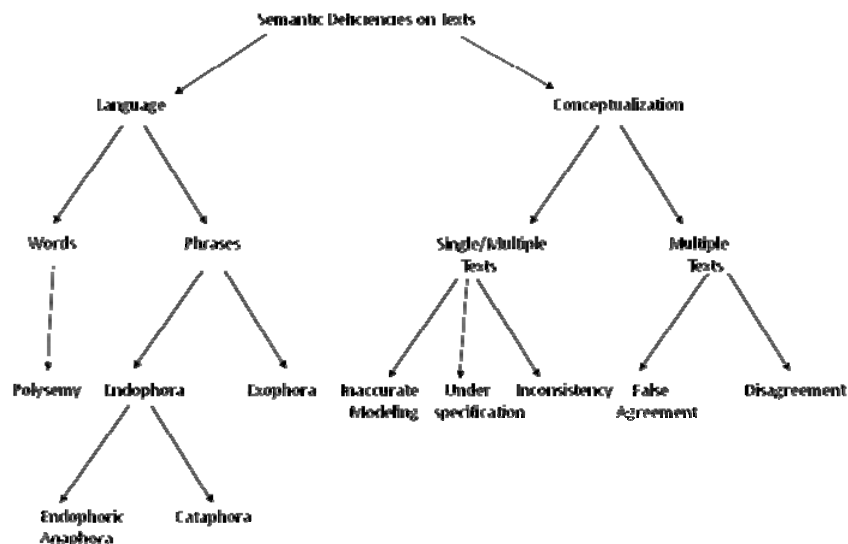 Semantic Deficiencies on Texts
Language
Conceptualization
Words
Phrases
Single/Multiple
Texts
Multiple
Texts
Polysemy
Endophora
Exophora
Inaccurate
Modeling
Under
specification
Inconsistency
False
Agreement
Disagreement
Endophoric
Anaphora
Cataphora